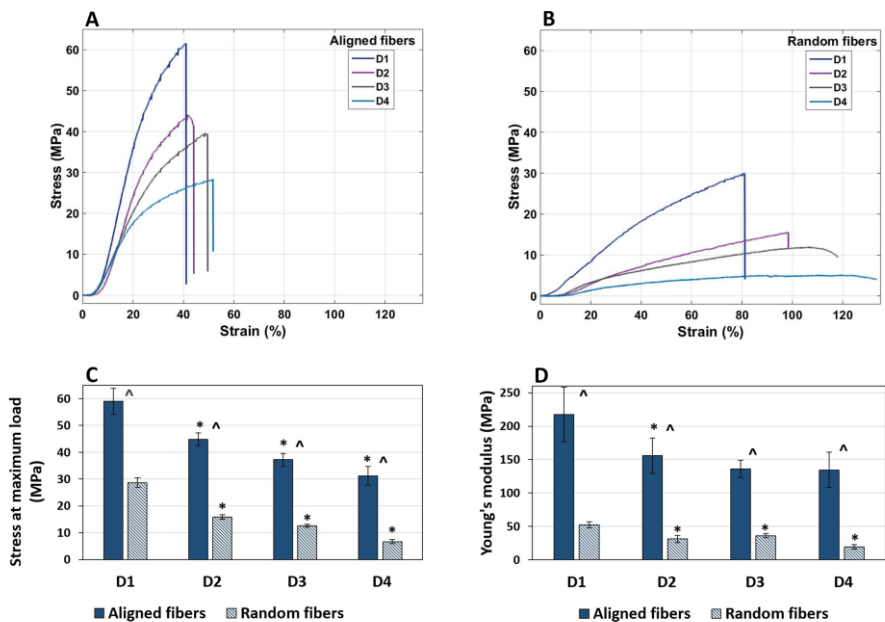 A
Aligned fibers
D1
D2
D3
D4
Stress (MPa)
60
50
40
30
20
10
0
0 20 40 60 80 100 120
Strain (%)
B
Random fibers
D1
D2
D3
D4
Stress (MPa)
60
50
40
30
20
10
0
0 20 40 60 80 100 120
Strain (%)
C
Stress at maximum load
(MPa)
60
50
40
30
20
10
0
^
* ^
* ^
* ^
*
*
*
D1 D2 D3 D4
Aligned fibers Random fibers
D
Young's modulus (MPa)
250
200
150
100
50
0
^
* ^
^
^
*
*
*
D1 D2 D3 D4
Aligned fibers Random fibers